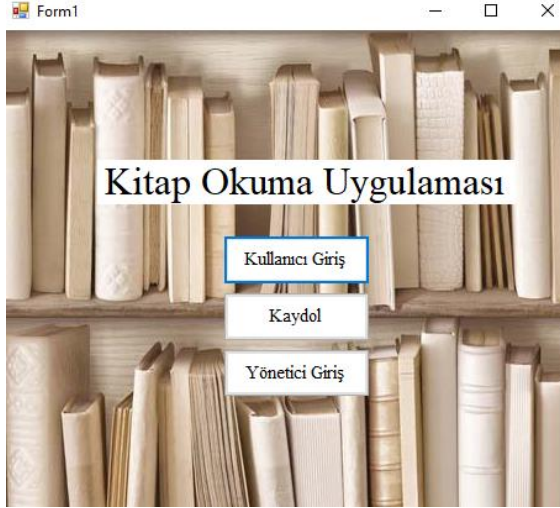 Form1
Kitap Okuma Uygulaması
Kullanıcı Giriş
Kaydol
Yönetici Giriş